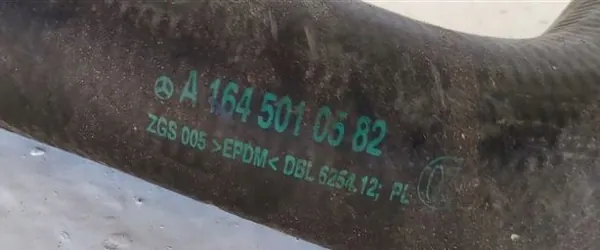 A 164 501 05 82
ZGS 005 >EPDM< DBL 6254.12; PL